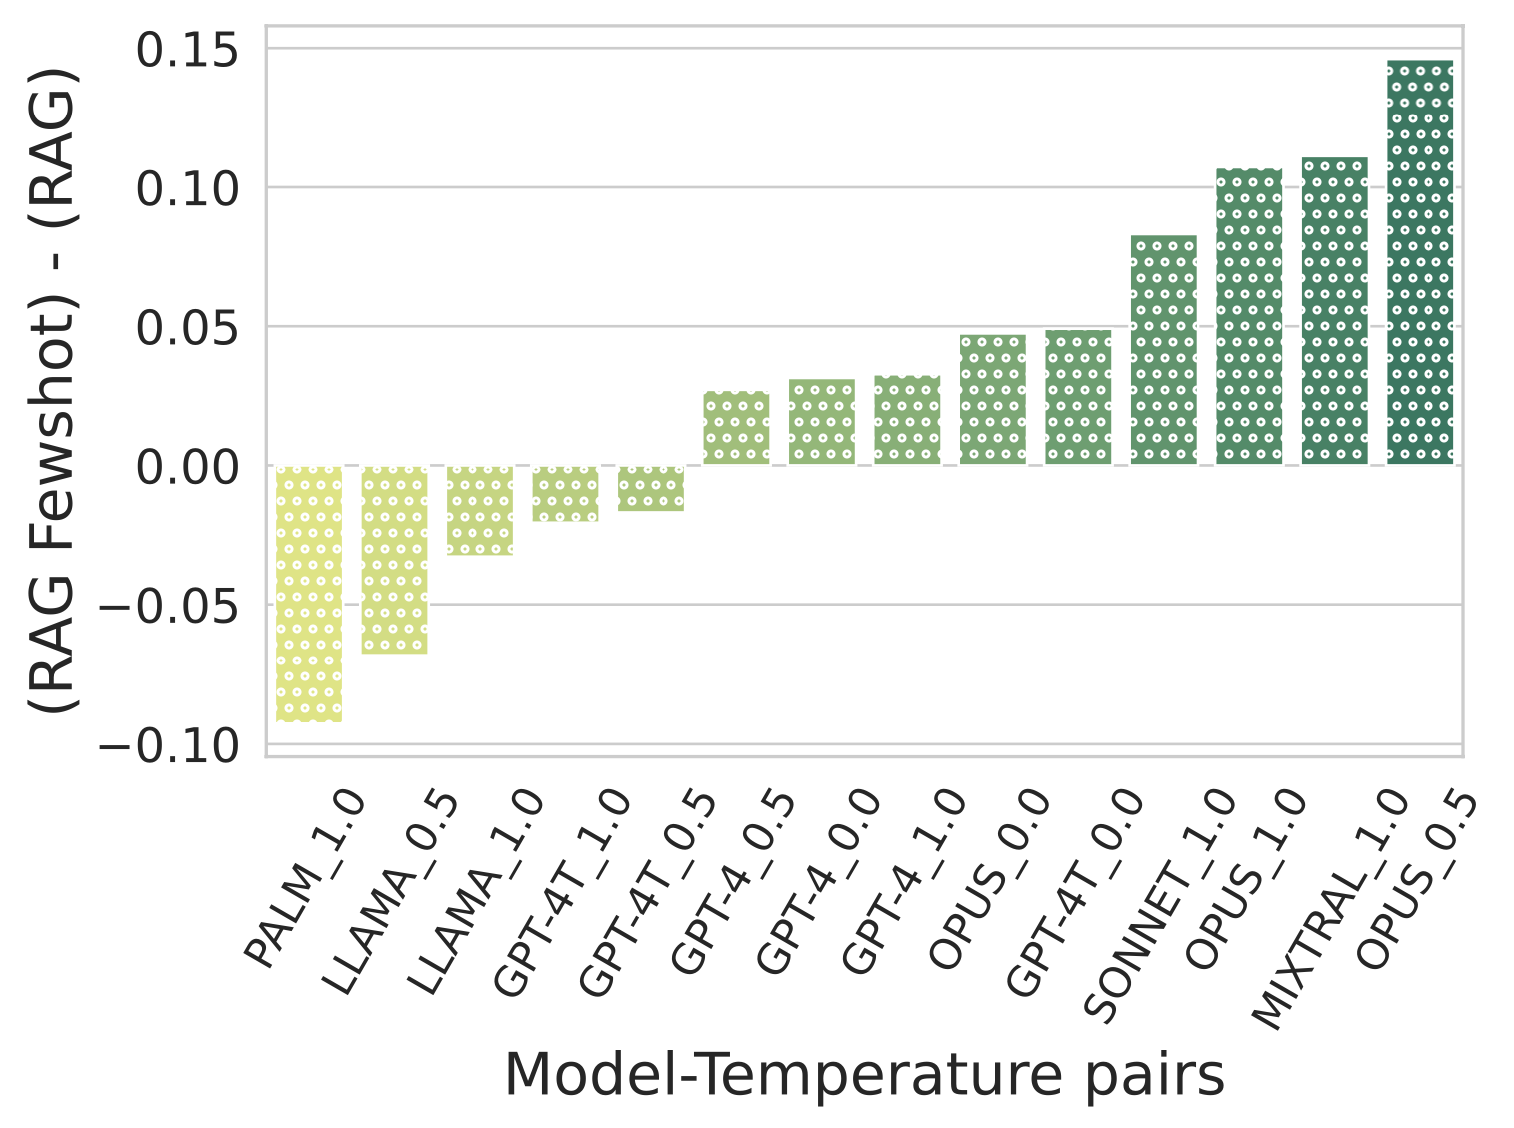 (RAG Fewshot) - (RAG)
0.15
0.10
0.05
0.00
−0.05
−0.10
PALM_1.0
LLAMA_0.5
LLAMA_1.0
GPT-4T_1.0
GPT-4T_0.5
GPT-4_0.5
GPT-4_0.0
GPT-4_1.0
OPUS_0.0
GPT-4T_0.0
SONNET_1.0
OPUS_1.0
MIXTRAL_1.0
OPUS_0.5
Model-Temperature pairs